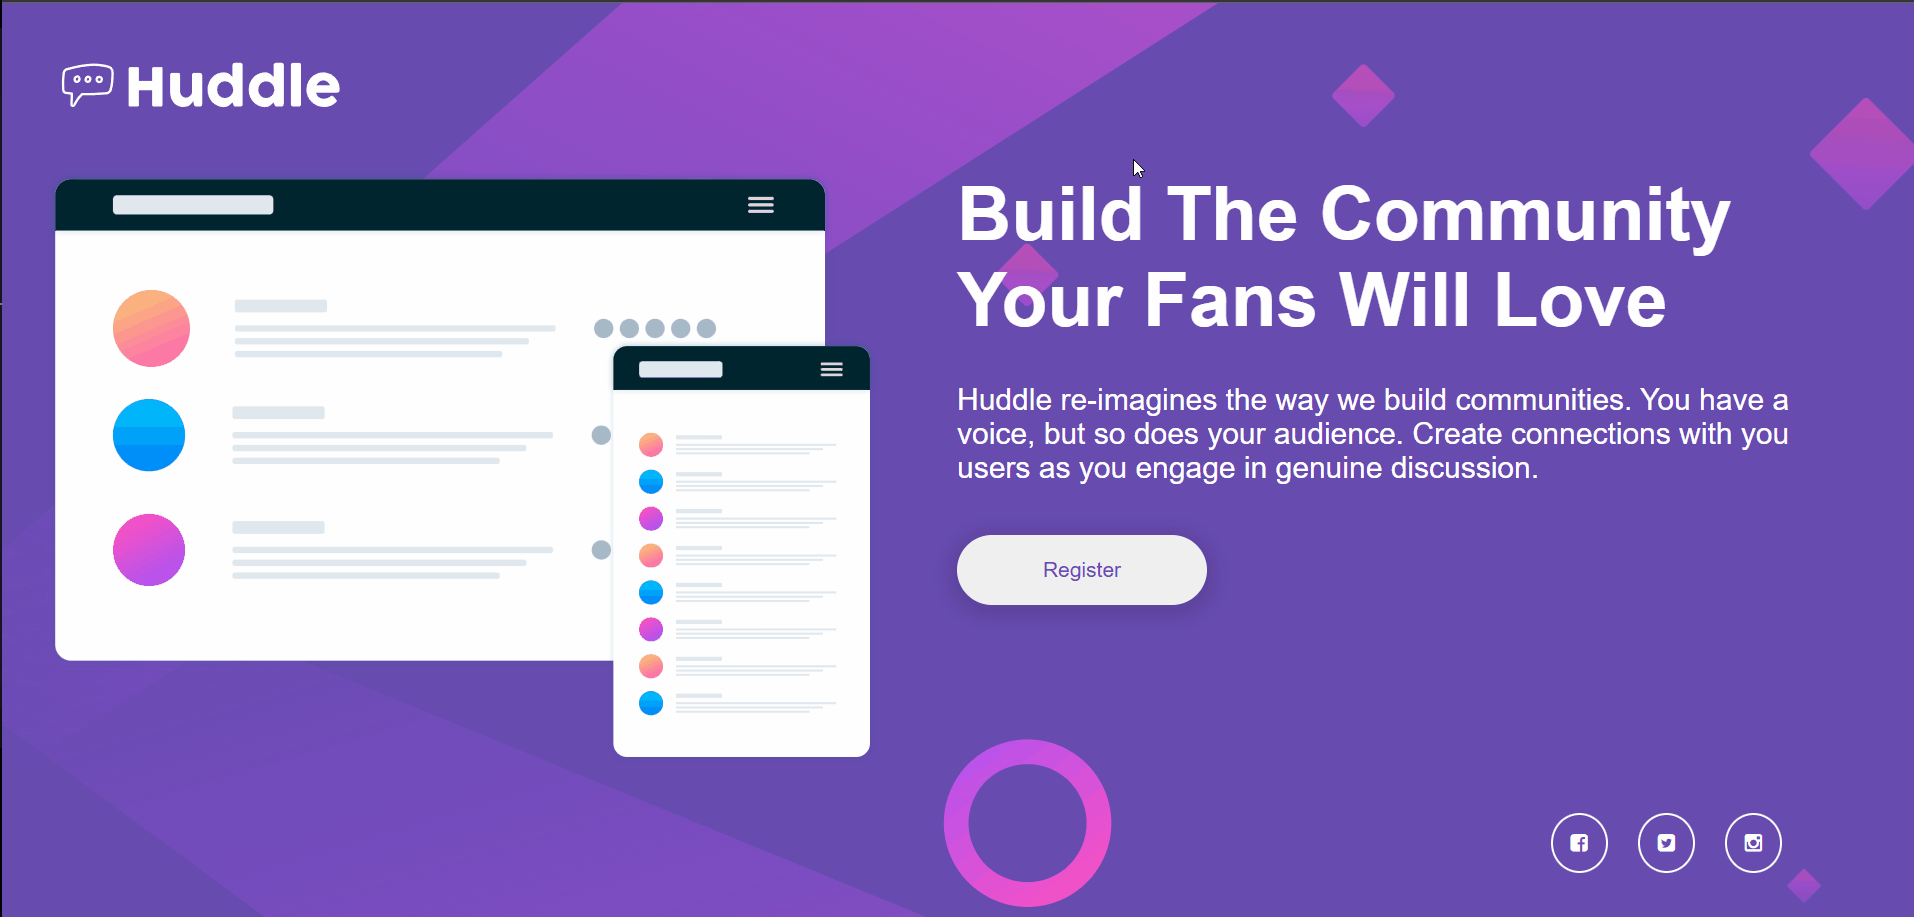 Huddle
Build The Community
Your Fans Will Love
Huddle re-imagines the way we build communities. You have a
voice, but so does your audience. Create connections with you
users as you engage in genuine discussion.
Register